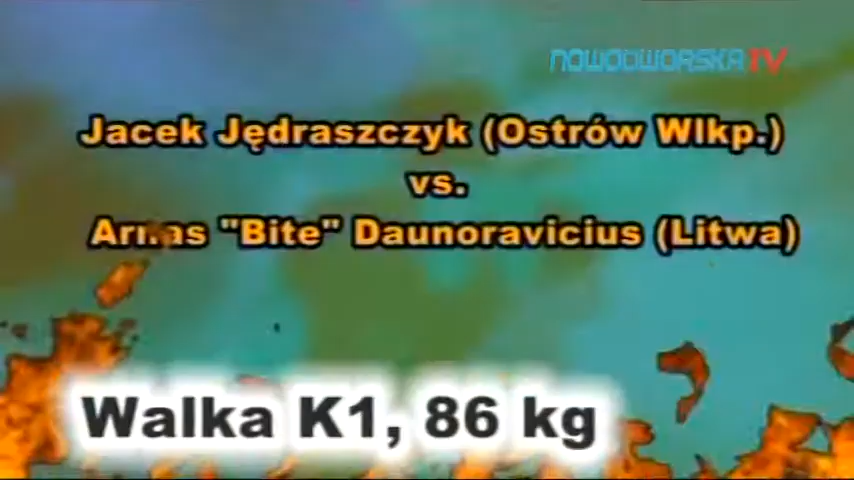 NOWODWORSKA TV
Jacek Jędraszczyk (Ostrów Wlkp.)
vs.
"Bite" Daunoravicius (Litwa)
Walka K1, 86 kg